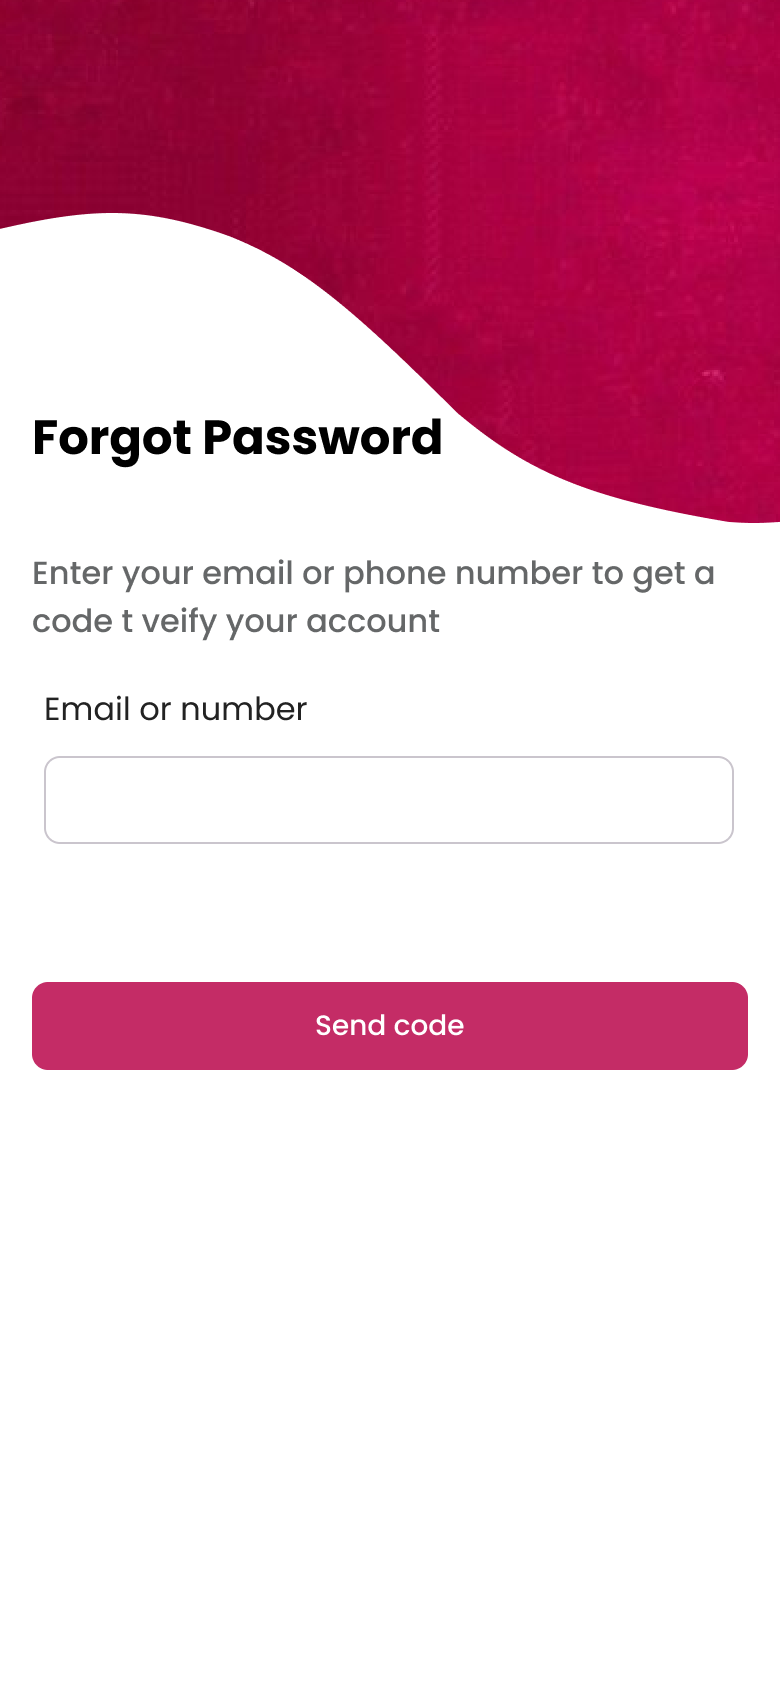 Forgot Password
Enter your email or phone number to get a
code t veify your account
Email or number
Send code